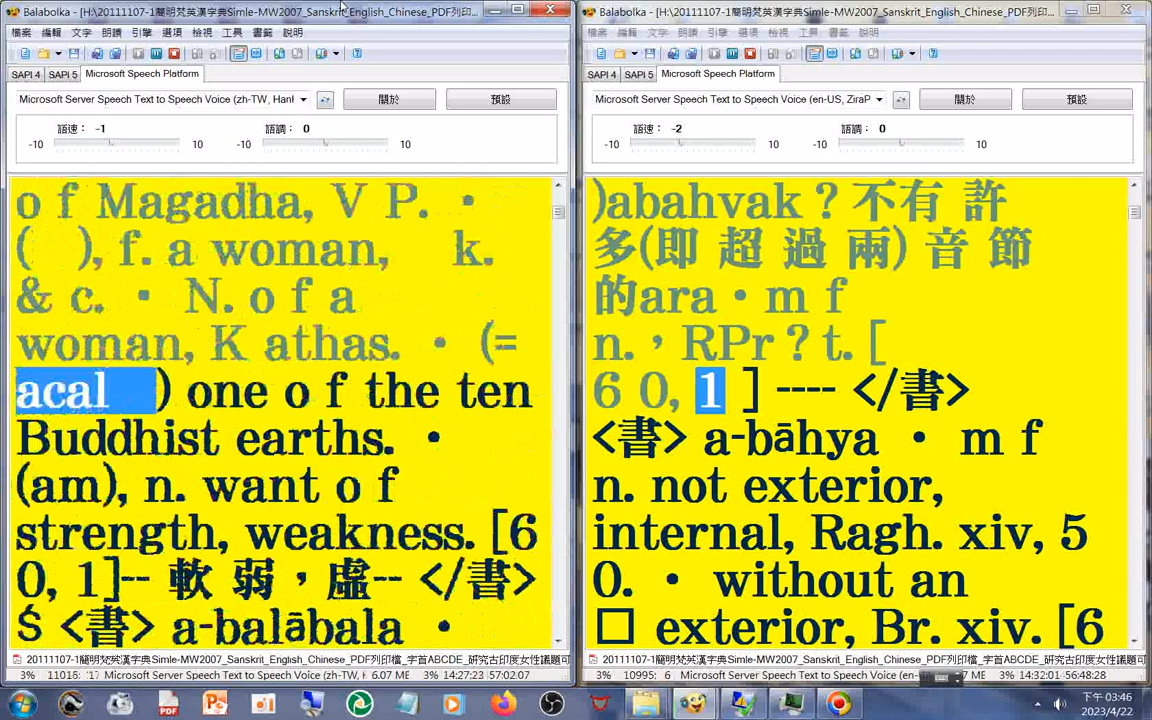 Balabolka - [H:\20111107-1簡明梵英漢字典Simle-MW2007_Sanskrit_English_Chinese_PDF列印...
檔案 編輯 文字 朗讀 引擎 選項 檢視 工具 書籤 說明
SAPI 4 SAPI 5 Microsoft Speech Platform
Microsoft Server Speech Text to Speech Voice (zh-TW, HanH 關於 預設
語速： -1 語調： 0
-10 10 -10 10
o f Magadha, V P. •
( ), f. a woman, k.
& c. • N. o f a
woman, K athas. • (=
acal ) one o f the ten
Buddhist earths. •
(am), n. want o f
strength, weakness. [6
0, 1]-- 軟 弱，虛-- </書>
Ś <書> a-balābala •
20111107-1簡明梵英漢字典Simle-MW2007_Sanskrit_English_Chinese_PDF列印檔_字首ABCDE_研究古印度女性議題可
3% 11016: '1' Microsoft Server Speech Text to Speech Voice (zh-TW, H 6.07 ME 3% 14:27:23 57:02.07
Balabolka - [H:\20111107-1簡明梵英漢字典Simle-MW2007_Sanskrit_English_Chinese_PDF列印...
檔案 編輯 文字 朗讀 引擎 選項 檢視 工具 書籤 說明
SAPI 4 SAPI 5 Microsoft Speech Platform
Microsoft Server Speech Text to Speech Voice (en-US, ZiraP 關於 預設
語速： -2 語調： 0
-10 10 -10 10
)abahvak？不有 許
多(即 超 過 兩) 音 節
的ara•m f
n.，RPr？t. [
6 0, 1 ] ---- </書>
<書> a-bāhya • m f
n. not exterior,
internal, Ragh. xiv, 5
0. • without an
□ exterior, Br. xiv. [6
20111107-1簡明梵英漢字典Simle-MW2007_Sanskrit_English_Chinese_PDF列印檔_字首ABCDE_研究古印度女性議題可
3% 10995: 6 Microsoft Server Speech Text to Speech Voice (en-US, Z 6.07 ME 3% 14:32:01 56:48:28
下午 03:46
2023/4/22